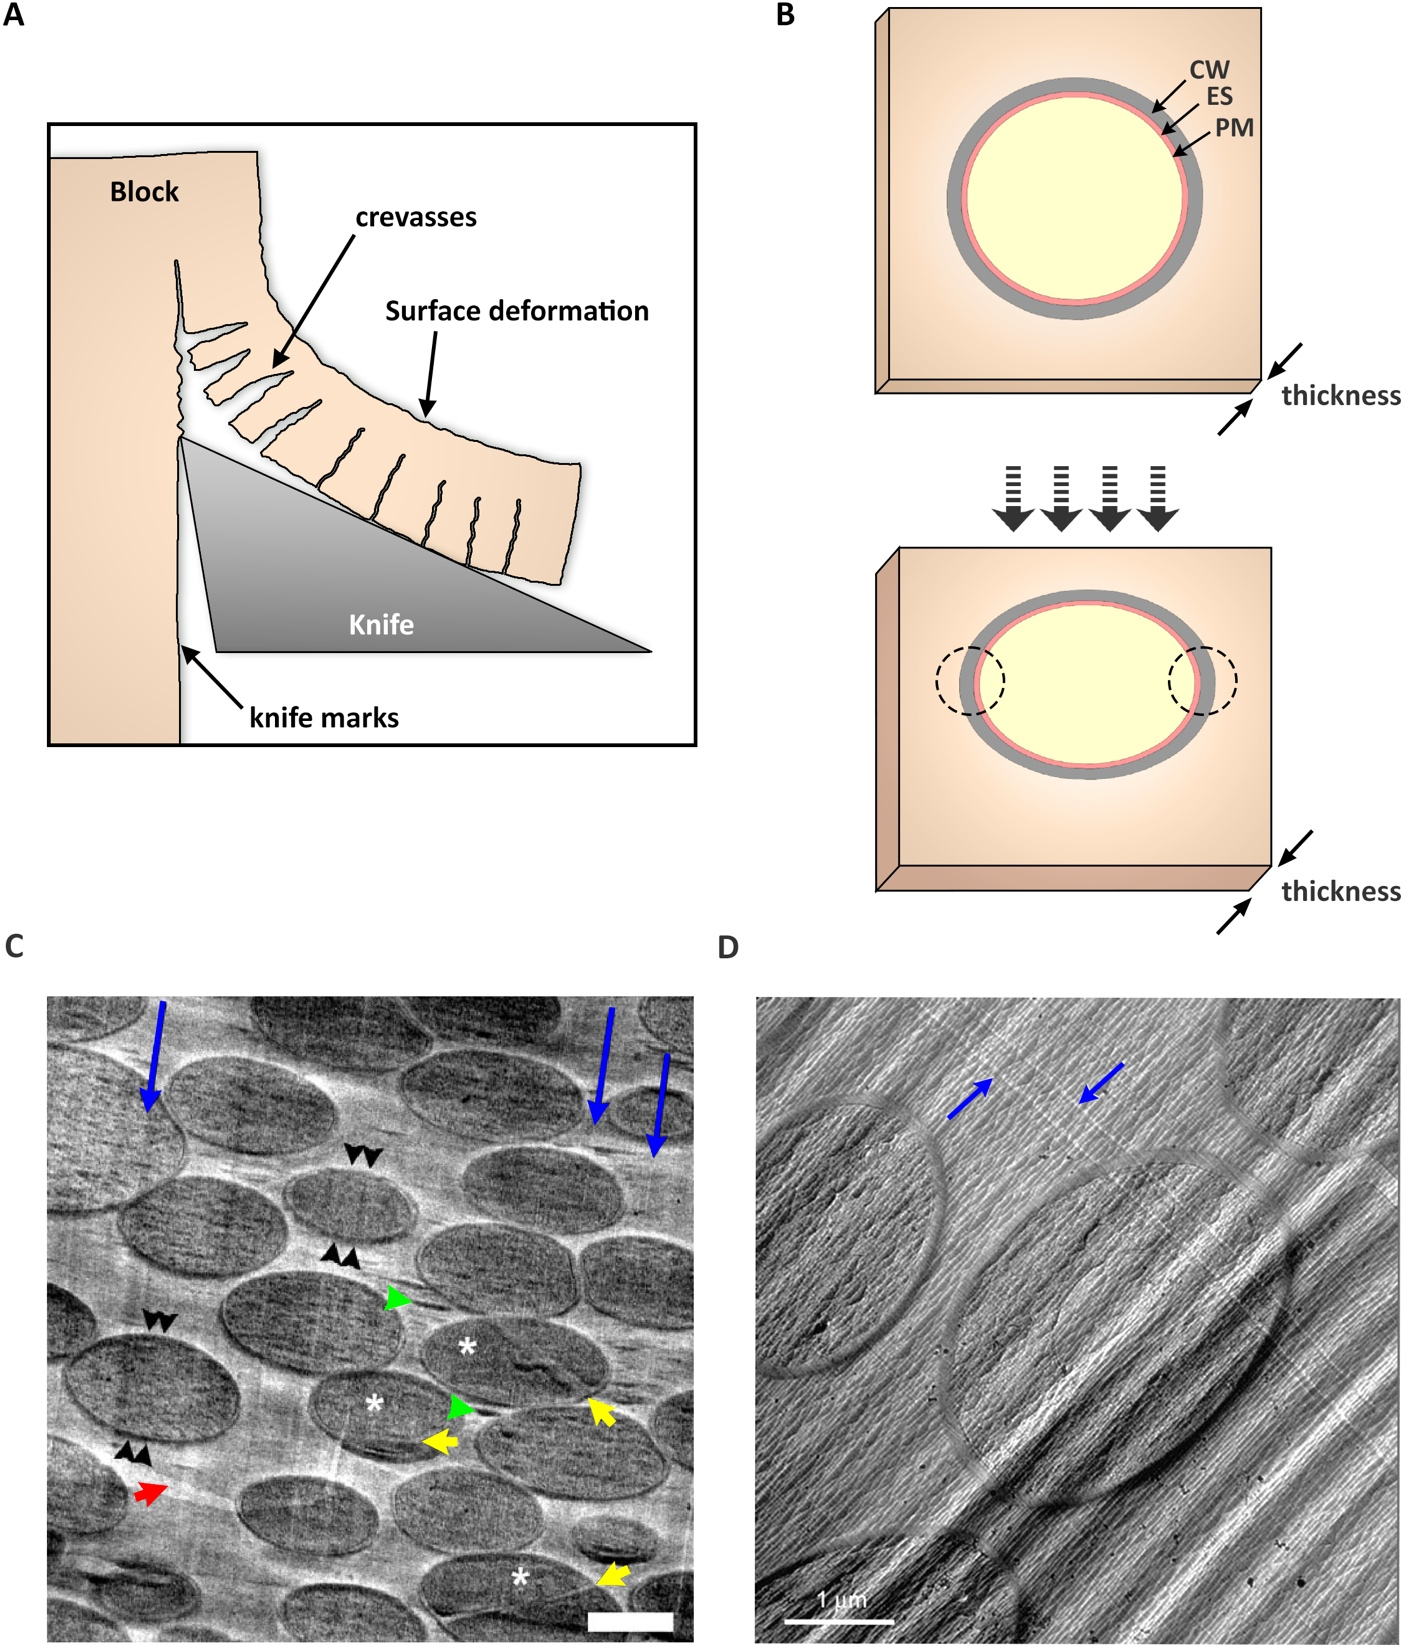 A
Block
crevasses
Surface deformation
Knife
knife marks
B
CW
ES
PM
thickness
thickness
C
*
*
*
D
1 µm